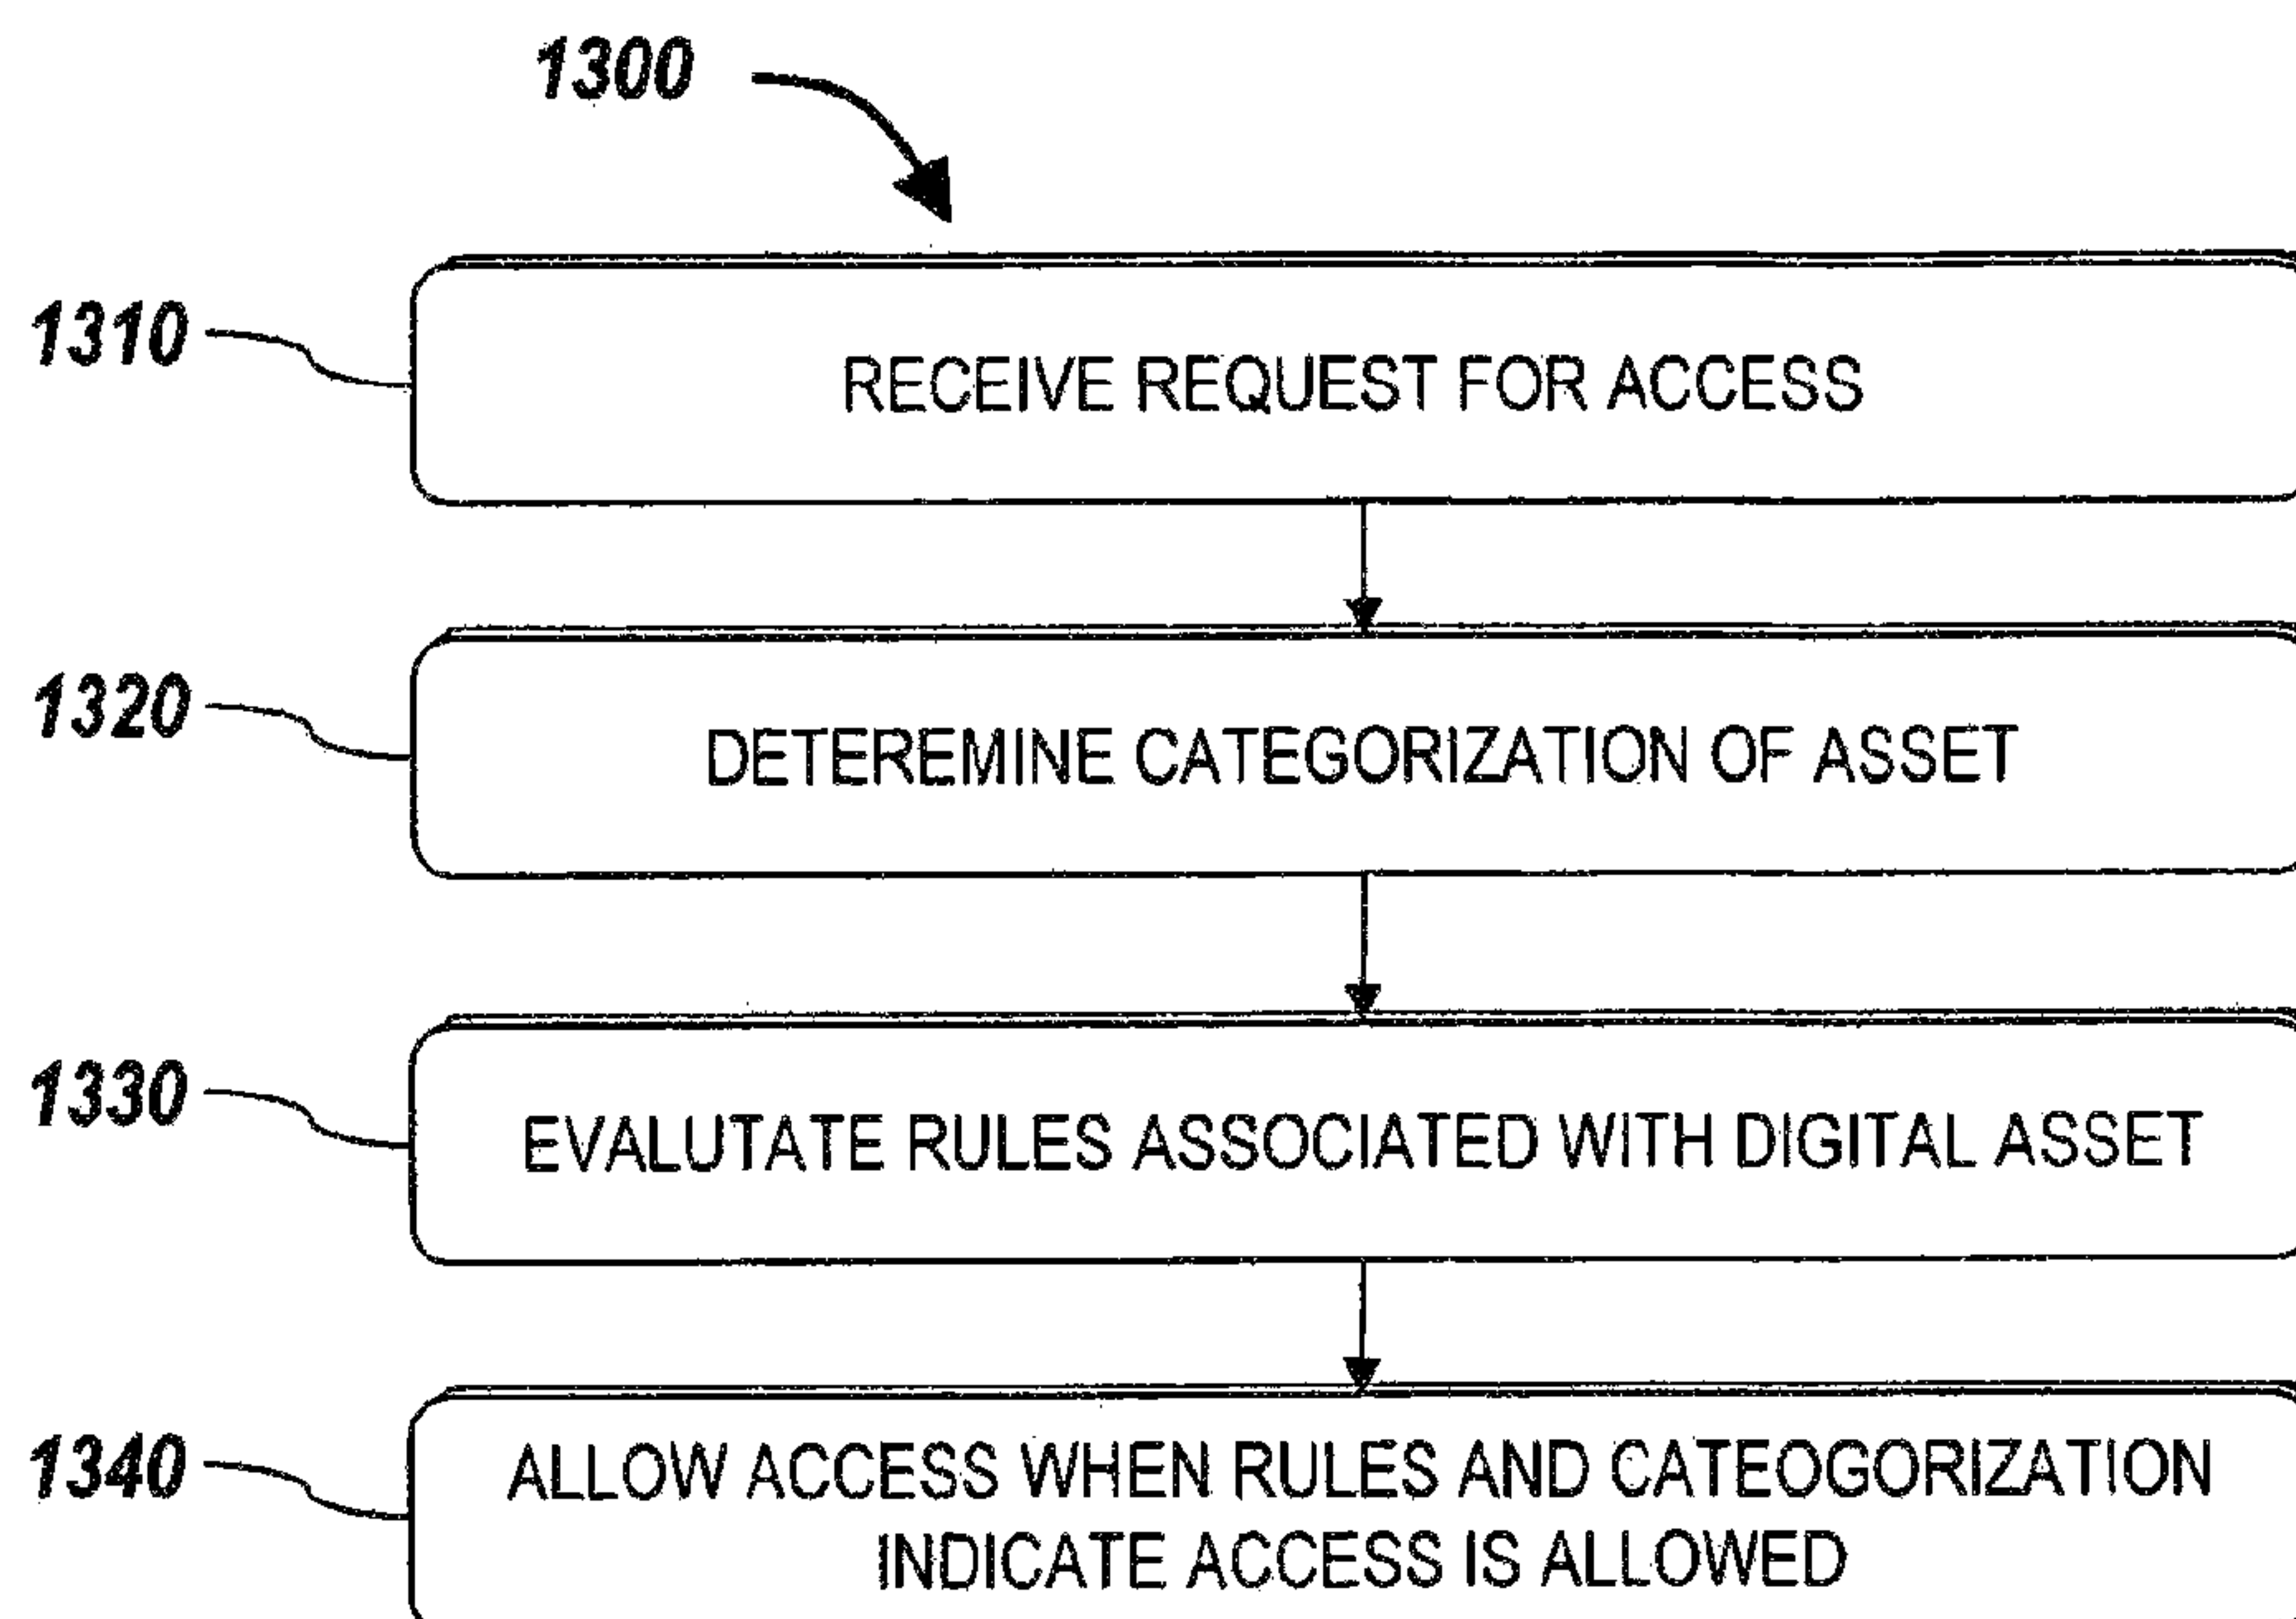 1300
1310
RECEIVE REQUEST FOR ACCESS
1320
DETEREMINE CATEGORIZATION OF ASSET
1330
EVALUTATE RULES ASSOCIATED WITH DIGITAL ASSET
1340
ALLOW ACCESS WHEN RULES AND CATEOGORIZATION
INDICATE ACCESS IS ALLOWED